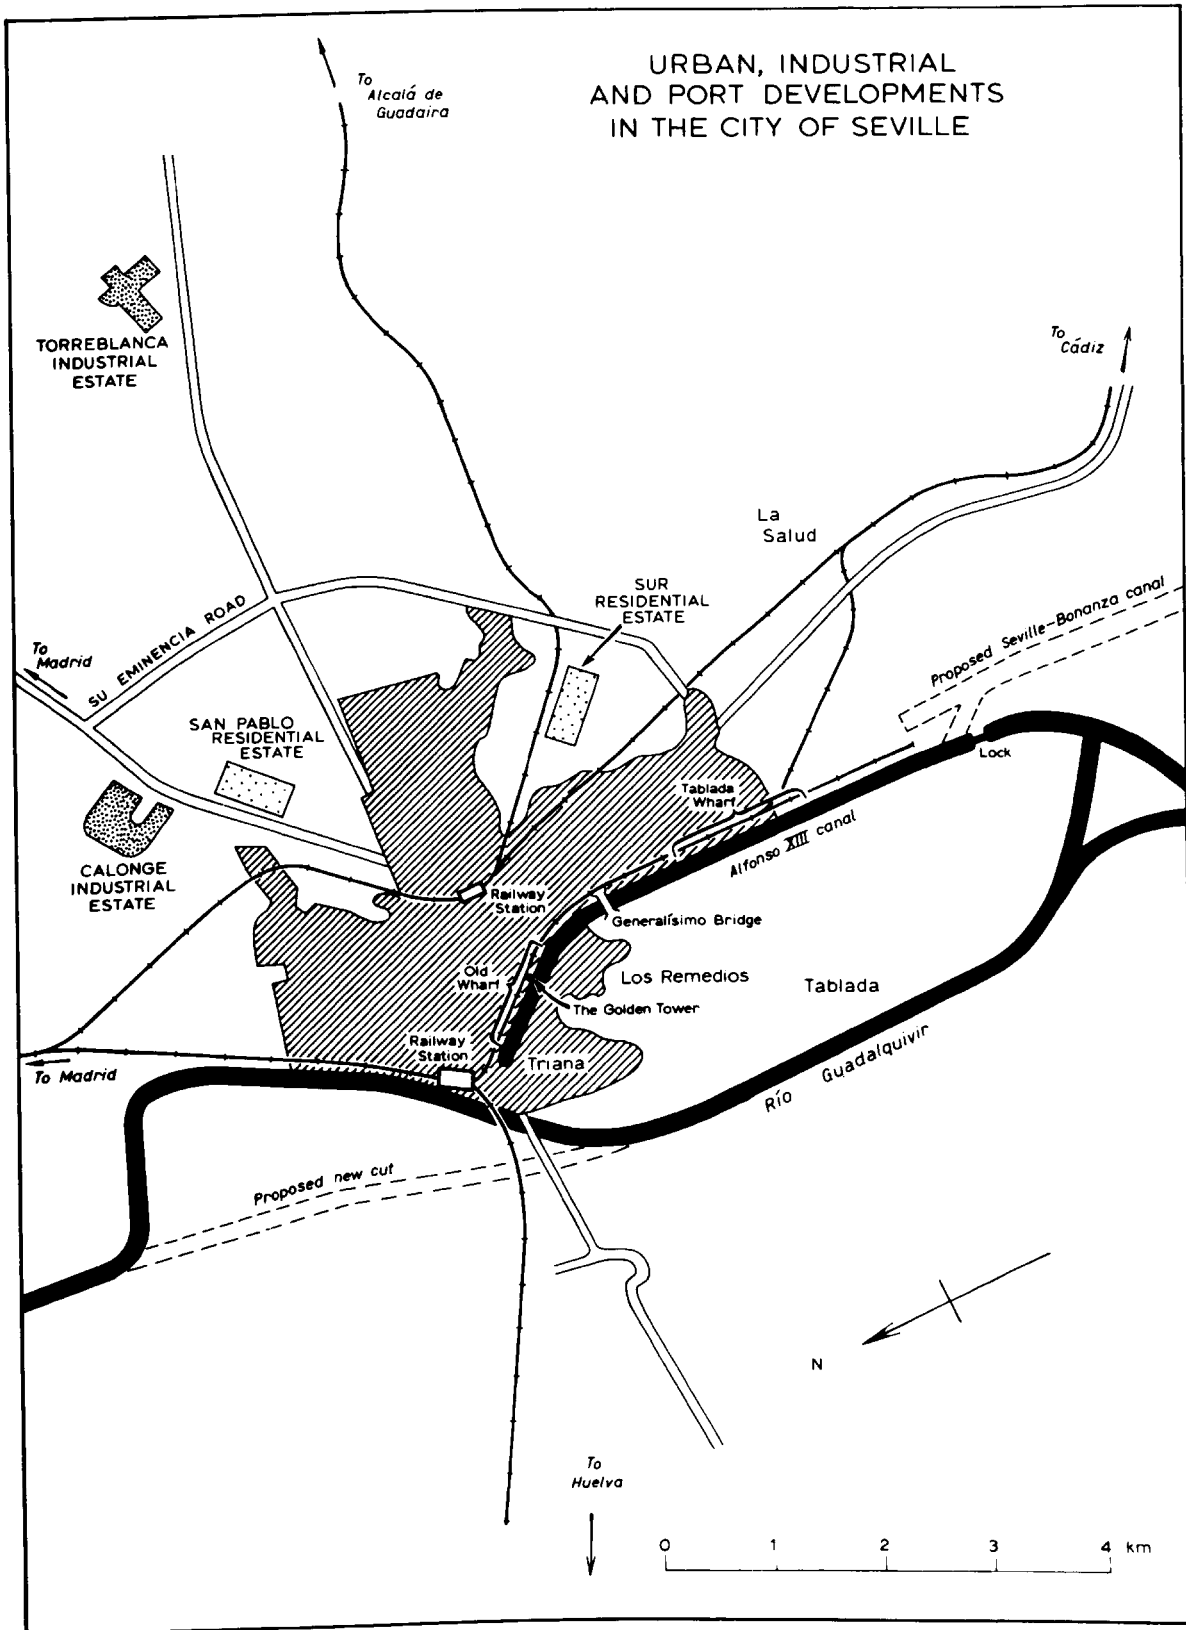 URBAN, INDUSTRIAL
AND PORT DEVELOPMENTS
IN THE CITY OF SEVILLE
To
Alcalá de
Guadaira
TORREBLANCA
INDUSTRIAL
ESTATE
To
Cádiz
La
Salud
SUR
RESIDENTIAL
ESTATE
SU EMINENCIA ROAD
To
Madrid
Proposed Seville-Bonanza canal
SAN PABLO
RESIDENTIAL
ESTATE
Lock
Tablada
Wharf
Alfonso XIII canal
CALONGE
INDUSTRIAL
ESTATE
Railway
Station
Generalísimo Bridge
Old
Wharf
Los Remedios
Tablada
The Golden Tower
Railway
Station
Triana
To Madrid
Río Guadalquivir
Proposed new cut
N
To
Huelva
0 1 2 3 4 km